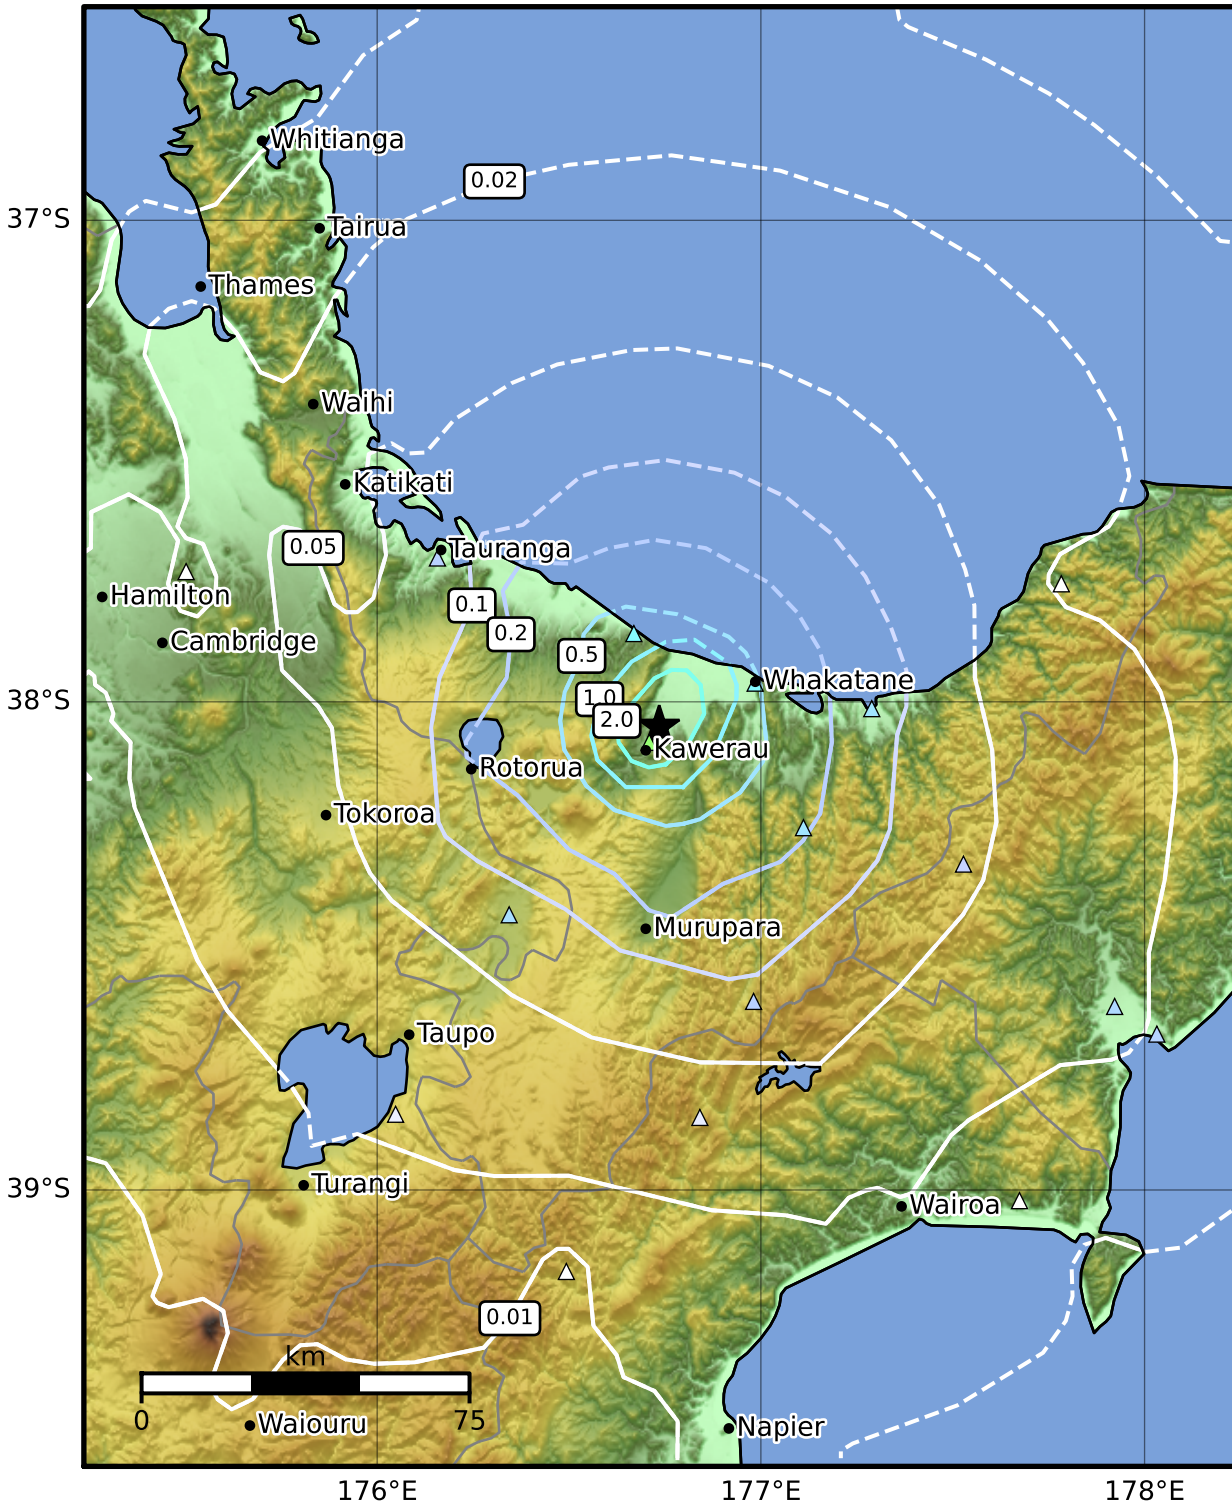 Whitianga
0.02
37°S
Tairua
Thames
Waihi
Katikati
0.05
Tauranga
Hamilton
0.1
0.2
Cambridge
0.5
Whakatane
1.0
38°S
2.0
Kawerau
Rotorua
Tokoroa
Murupara
Taupo
Turangi
39°S
Wairoa
0.01
km
0
75
Waiouru
Napier
176°E
177°E
178°E